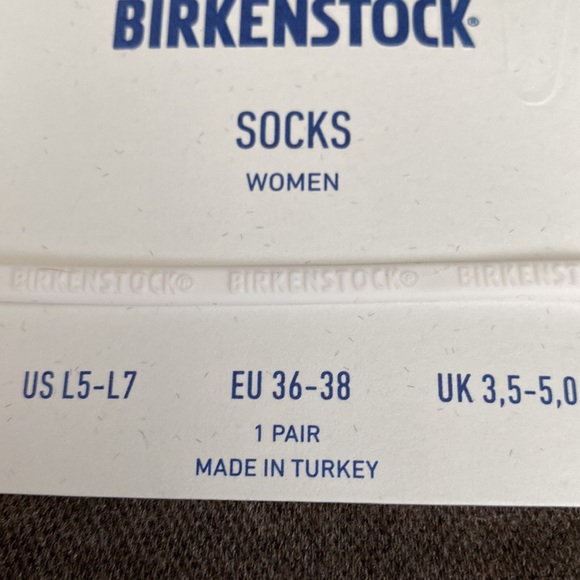 BIRKENSTOCK®
SOCKS
WOMEN
BIRKENSTOCK® BIRKENSTOCK® BIRKENST
US L5-L7 EU 36-38 UK 3,5-5,0
1 PAIR
MADE IN TURKEY